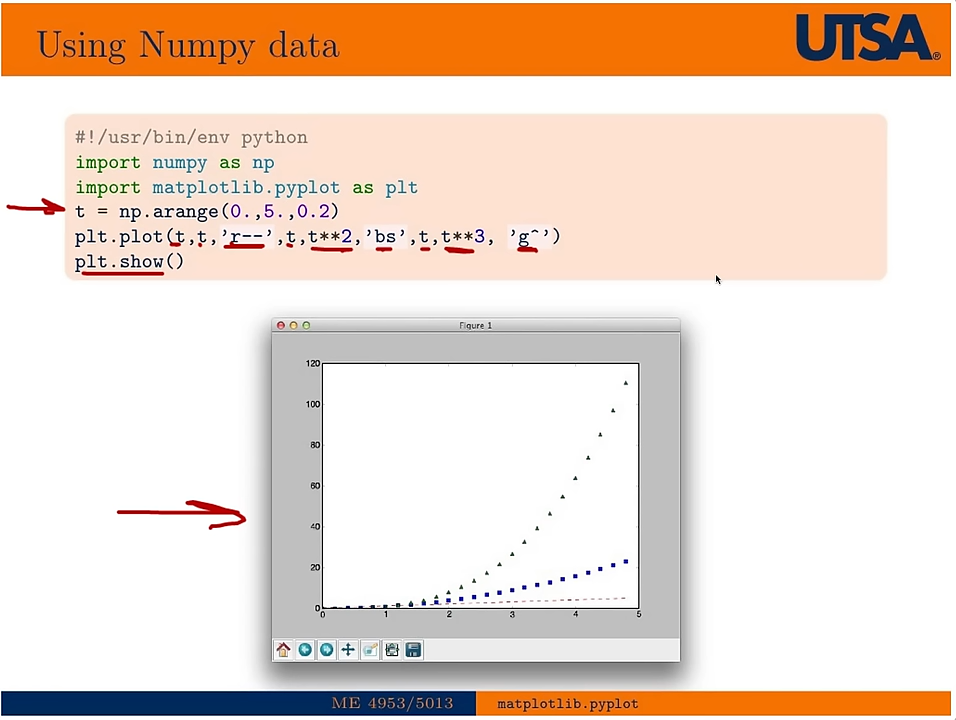 Using Numpy data
UTSA®
#!/usr/bin/env python
import numpy as np
import matplotlib.pyplot as plt
t = np.arange(0.,5.,0.2)
plt.plot(t,t,'r--',t,t**2,'bs',t,t**3, 'g^')
plt.show()
Figure 1
120
100
80
60
40
20
0
0 1 2 3 4 5
ME 4953/5013
matplotlib.pyplot